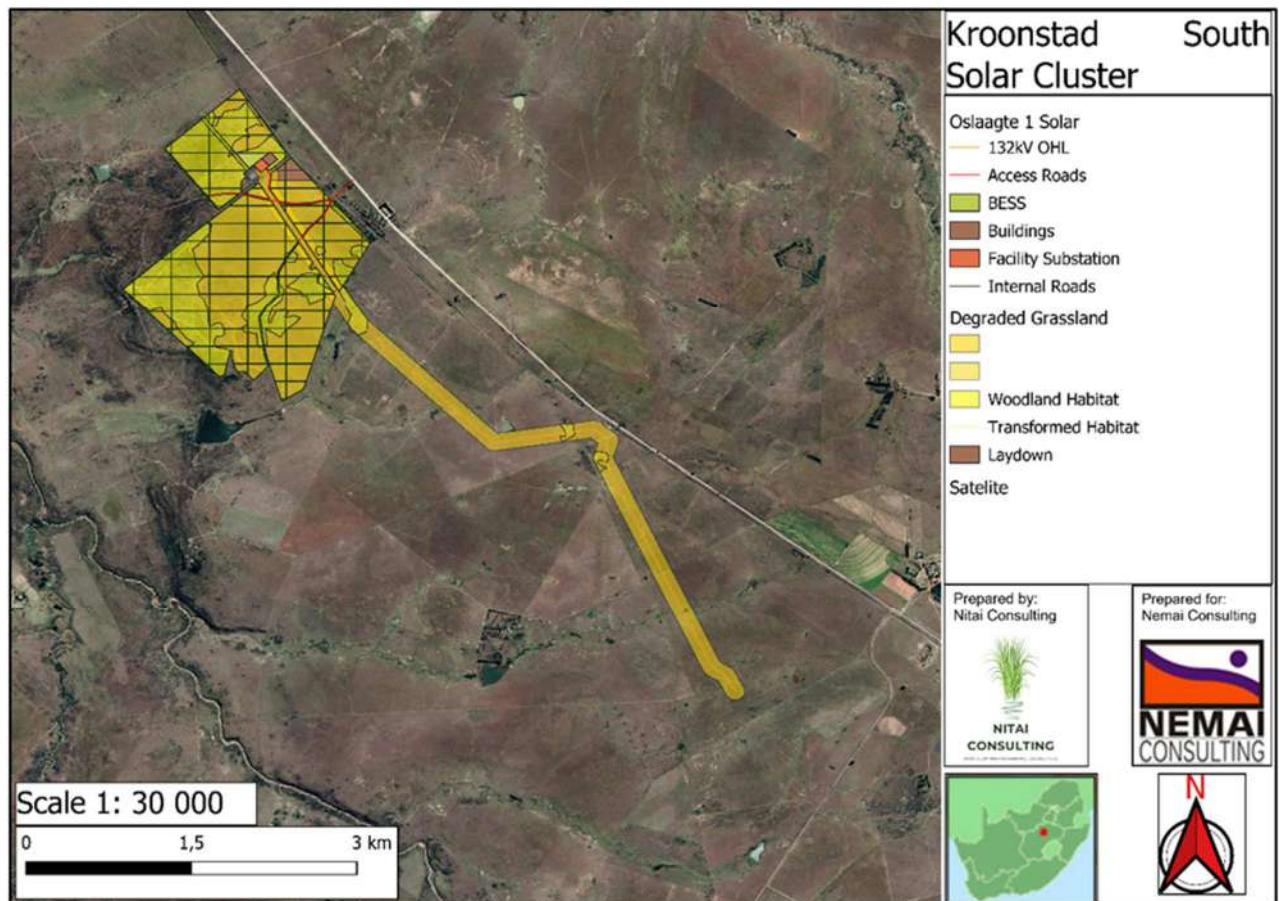 Kroonstad South
Solar Cluster
Oslaagte 1 Solar
132kV OHL
Access Roads
BESS
Buildings
Facility Substation
Internal Roads
Degraded Grassland
Woodland Habitat
Transformed Habitat
Laydown
Satelite
Prepared by:
Nitai Consulting
NITAI
CONSULTING
Prepared for:
Nemai Consulting
NEMAI
CONSULTING
N
Scale 1: 30 000
0 1,5 3 km